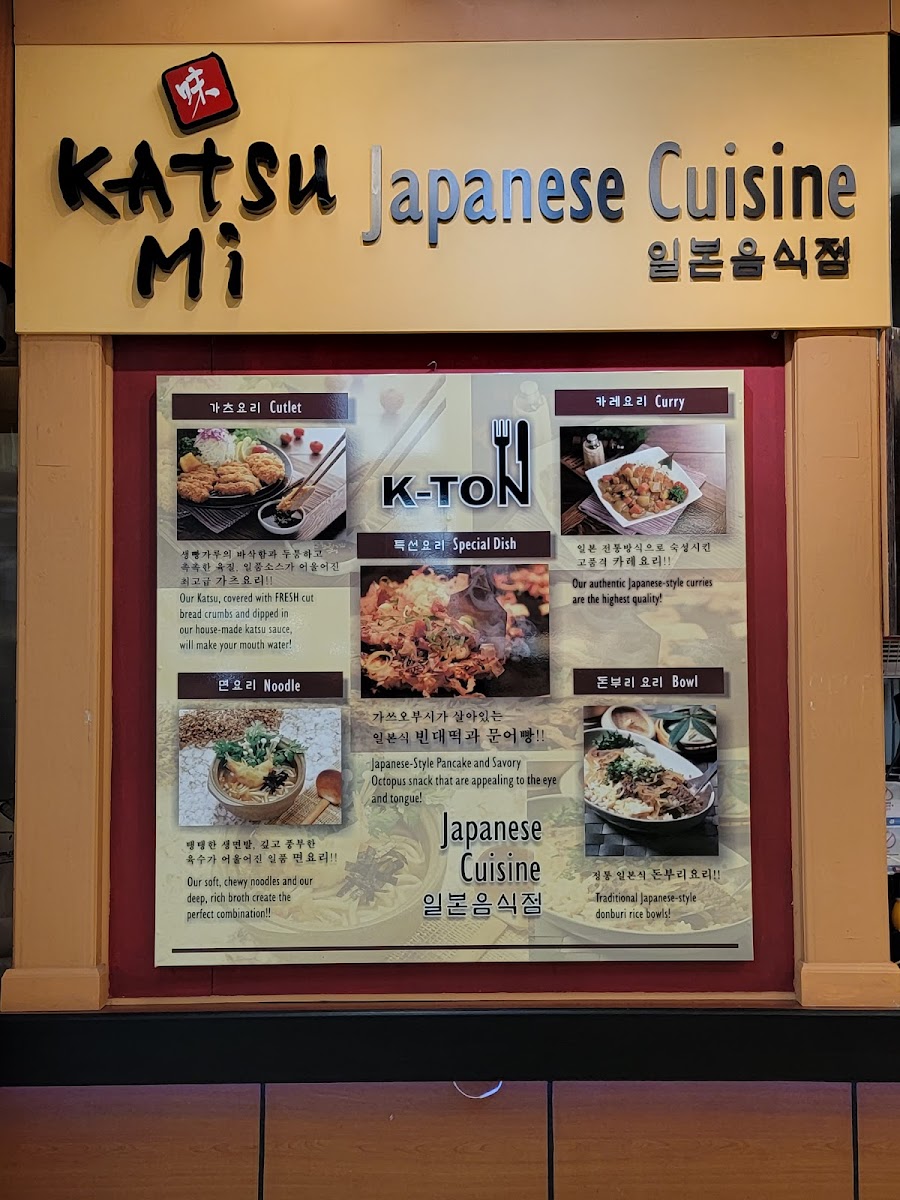 味
KATSU
Mi
Japanese Cuisine
일본음식점
가츠요리 Cutlet
생빵가루의 바삭함과 두툼하고
촉촉한 육질, 일품소스가 어울어진
최고급 가츠요리!!
Our Katsu, covered with FRESH cut
bread crumbs and dipped in
our house-made katsu sauce,
will make your mouth water!
K-TON
특선요리 Special Dish
가쓰오부시가 살아있는
일본식 빈대떡과 문어빵!!
Japanese-Style Pancake and Savory
Octopus snack that are appealing to the eye
and tongue!
카레요리 Curry
일본 전통방식으로 숙성시킨
고품격 카레요리!!
Our authentic Japanese-style curries
are the highest quality!
면요리 Noodle
탱탱한 생면발, 깊고 풍부한
육수가 어울어진 일품 면요리!!
Our soft, chewy noodles and our
deep, rich broth create the
perfect combination!!
돈부리 요리 Bowl
정통 일본식 돈부리요리!!
Traditional Japanese-style
donburi rice bowls!
Japanese
Cuisine
일본음식점